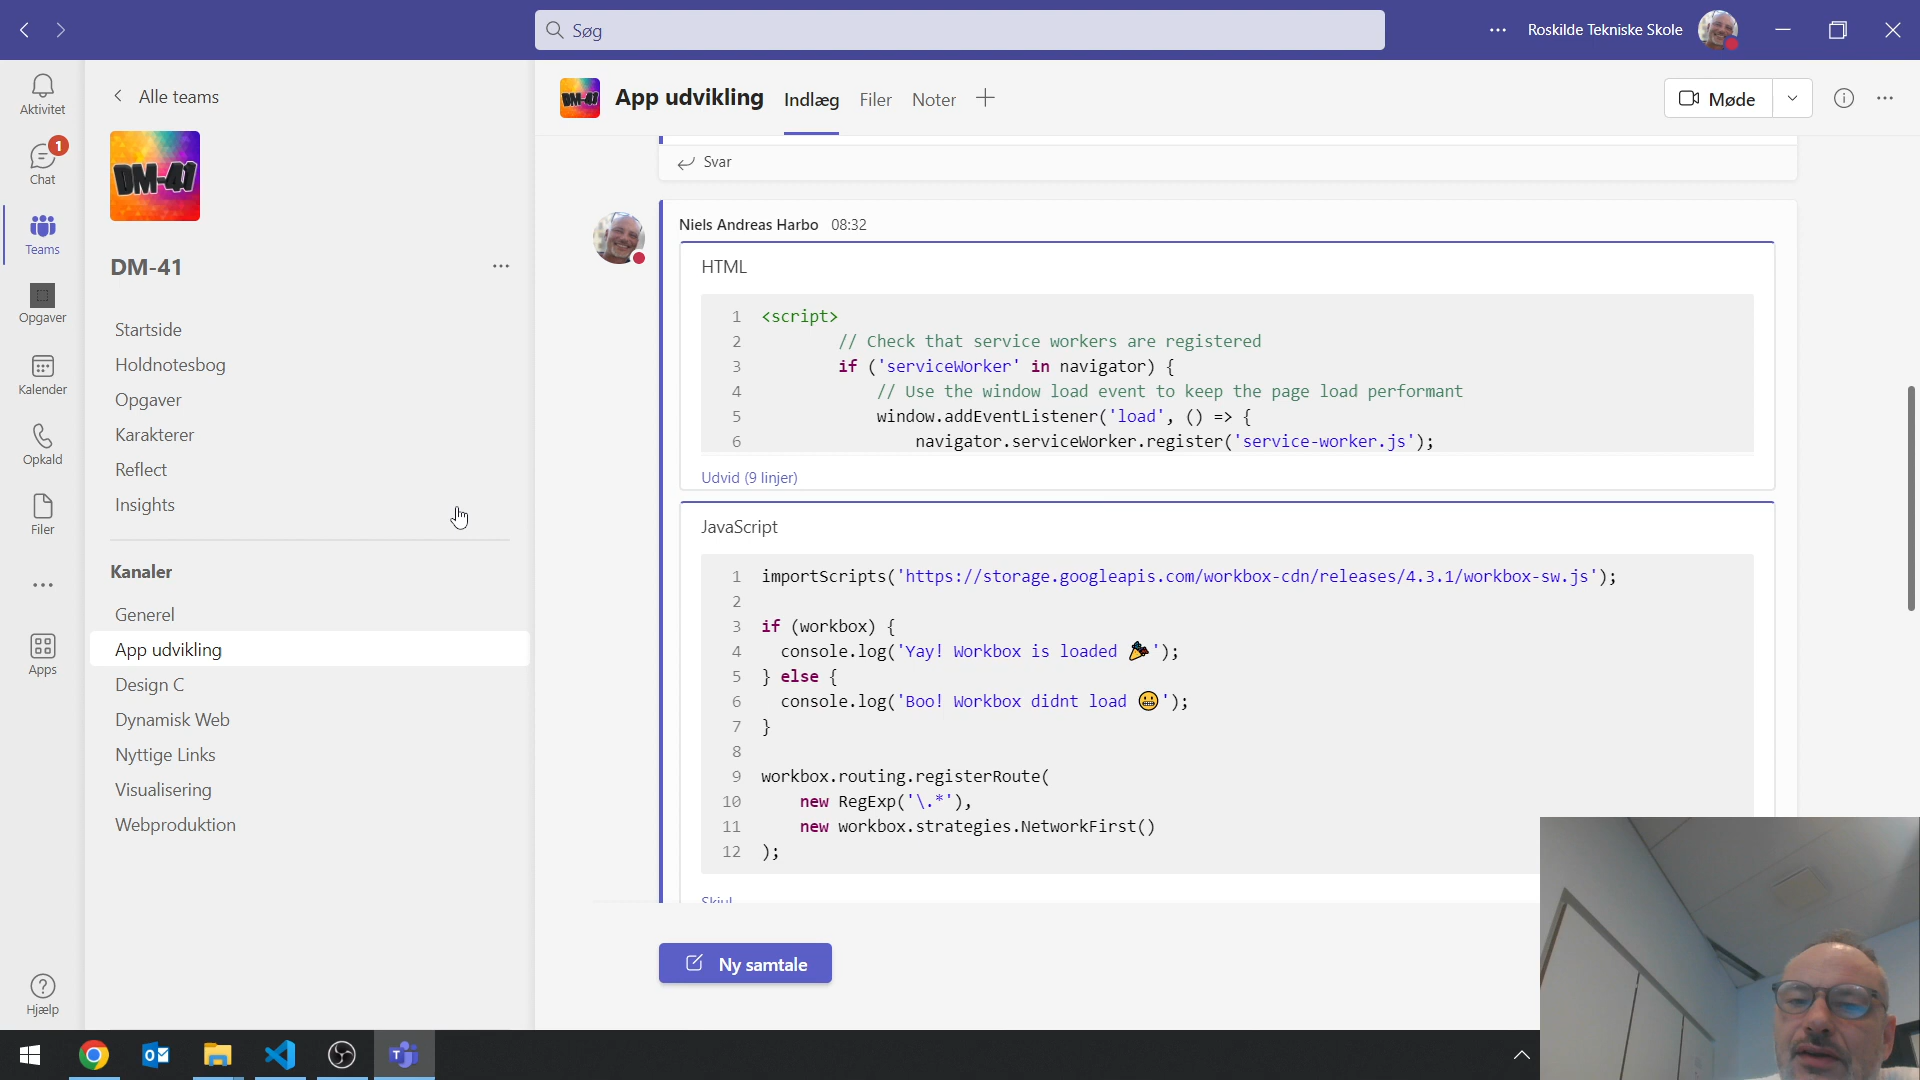 Søg
Roskilde Tekniske Skole
Aktivitet
1
Chat
Teams
Opgaver
Kalender
Opkald
Filer
Apps
Hjælp
Alle teams
DM-41
DM-41
Startside
Holdnotesbog
Opgaver
Karakterer
Reflect
Insights
Kanaler
Generel
App udvikling
Design C
Dynamisk Web
Nyttige Links
Visualisering
Webproduktion
DM-41
App udvikling Indlæg Filer Noter
Møde
Svar
Niels Andreas Harbo 08:32
HTML
1 <script>
2 // Check that service workers are registered
3 if ('serviceWorker' in navigator) {
4 // Use the window load event to keep the page load performant
5 window.addEventListener('load', () => {
6 navigator.serviceWorker.register('service-worker.js');
Udvid (9 linjer)
JavaScript
1 importScripts('https://storage.googleapis.com/workbox-cdn/releases/4.3.1/workbox-sw.js');
2
3 if (workbox) {
4 console.log('Yay! Workbox is loaded 🎉');
5 } else {
6 console.log('Boo! Workbox didnt load 😬');
7 }
8
9 workbox.routing.registerRoute(
10 new RegExp('\.*'),
11 new workbox.strategies.NetworkFirst()
12 );
Skjul
Ny samtale